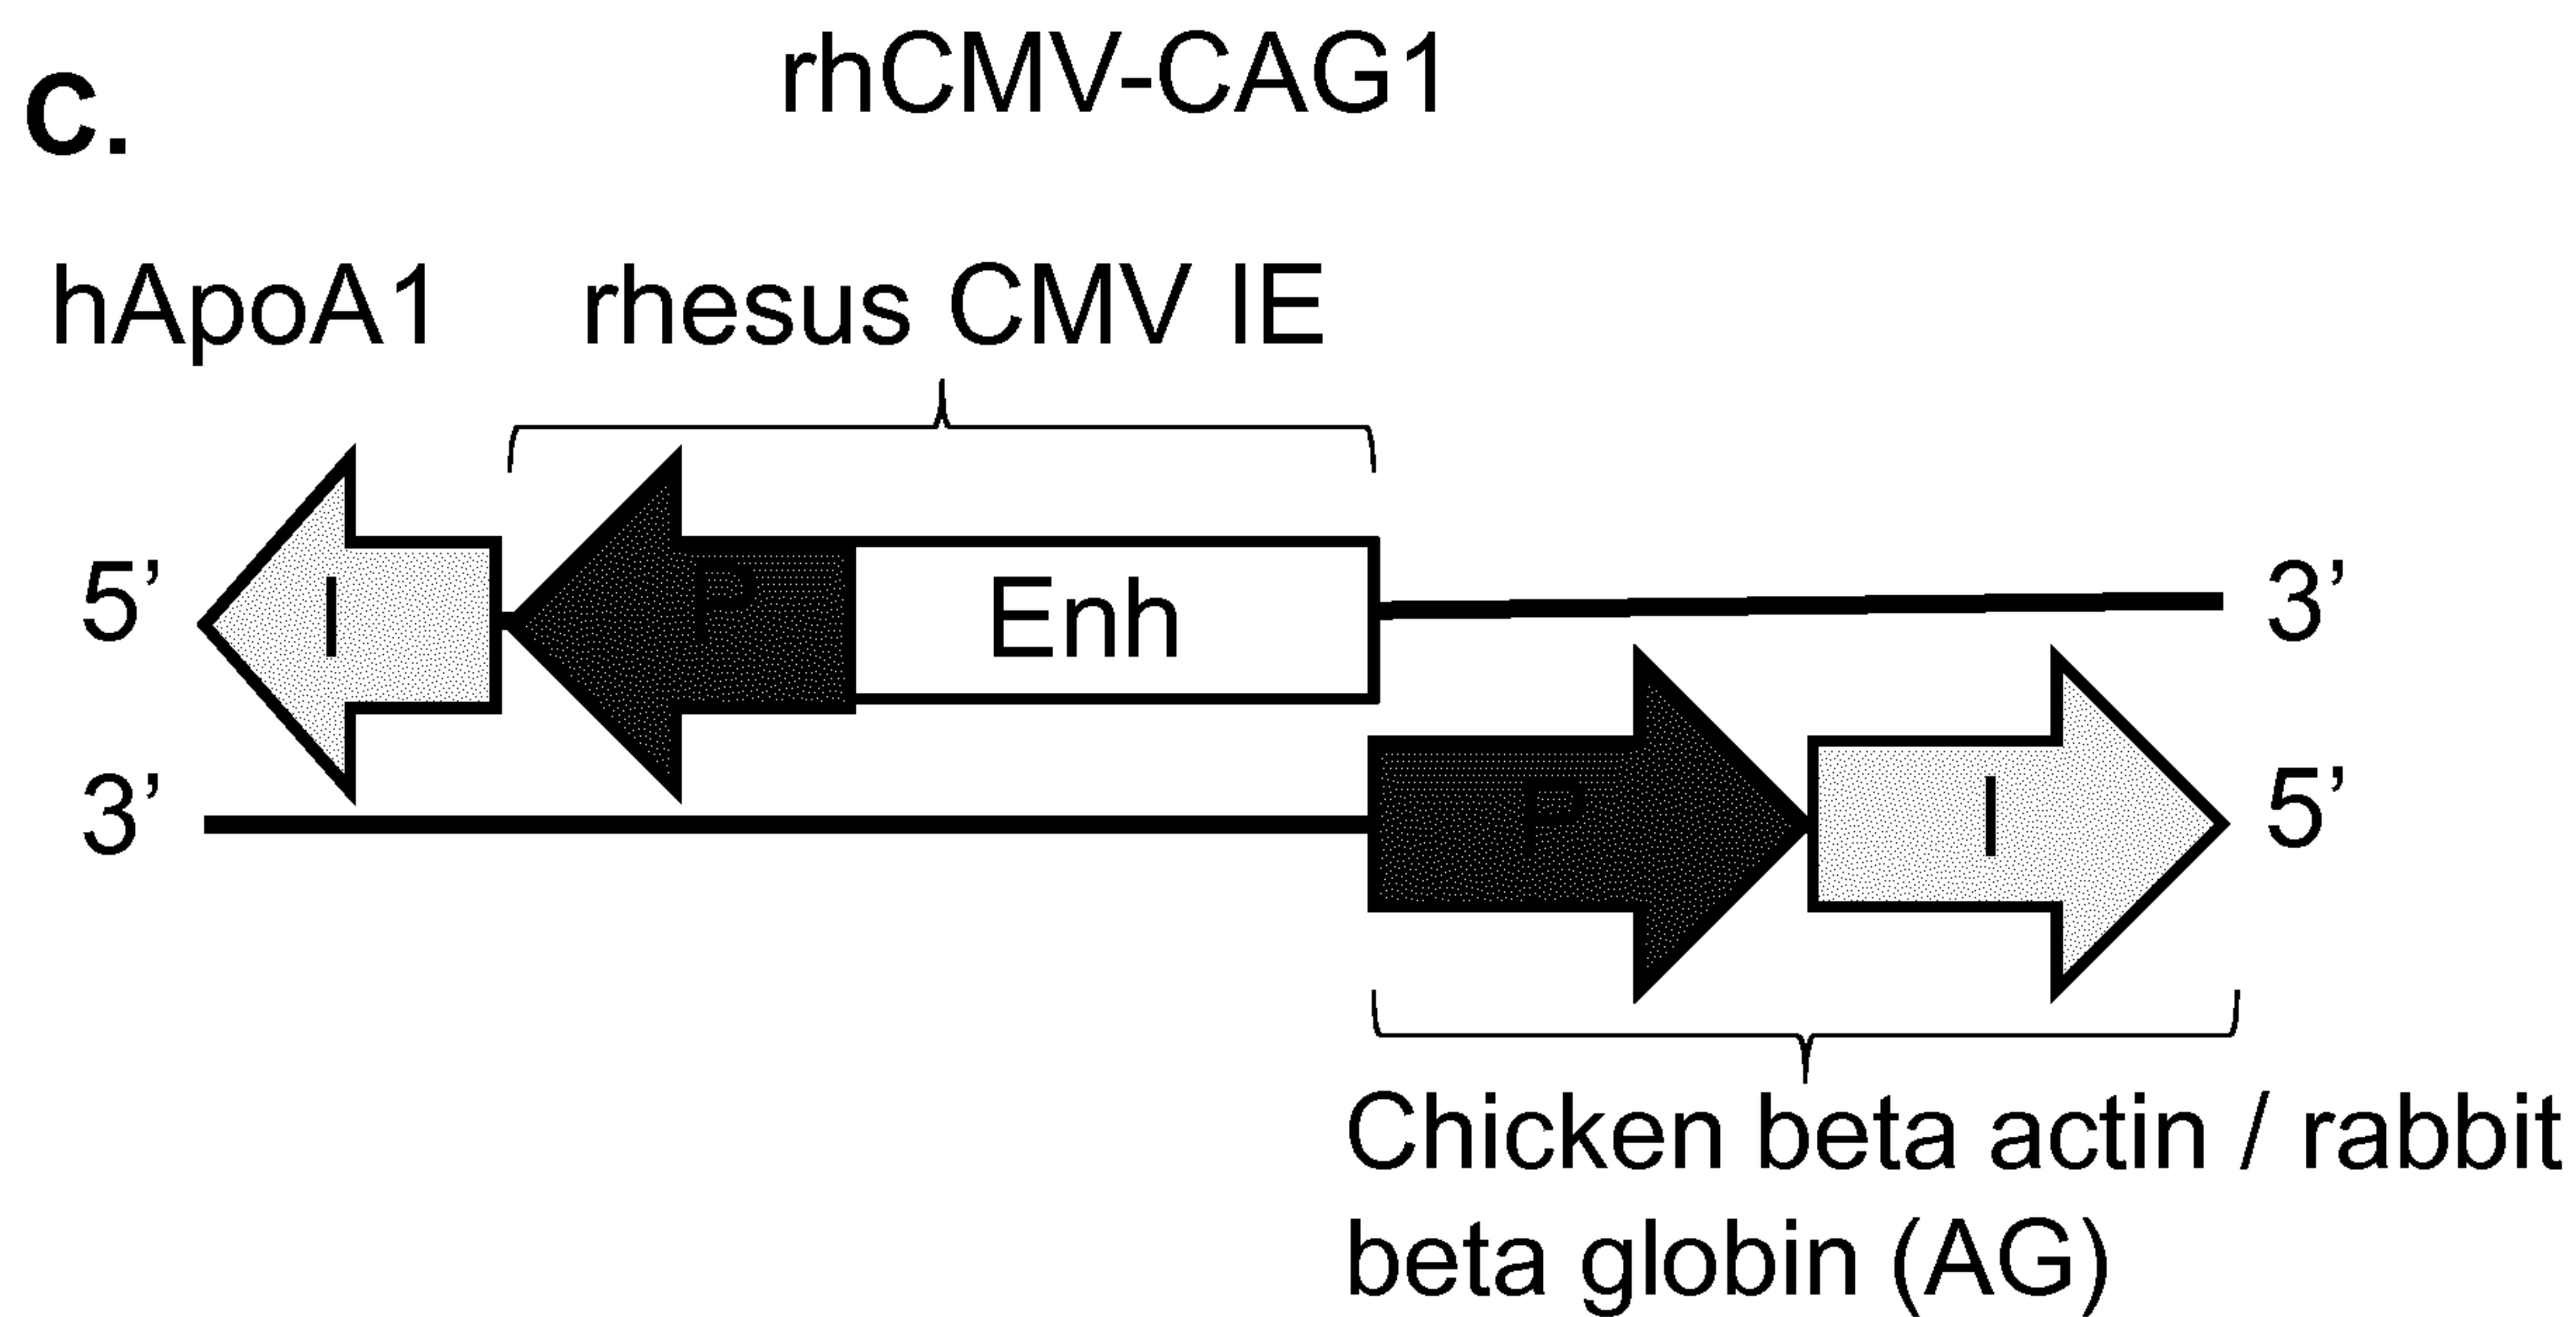 C.
rhCMV-CAG1
hApoA1 rhesus CMV IE
5’ I P Enh 3’
3’ P I 5’
Chicken beta actin / rabbit
beta globin (AG)